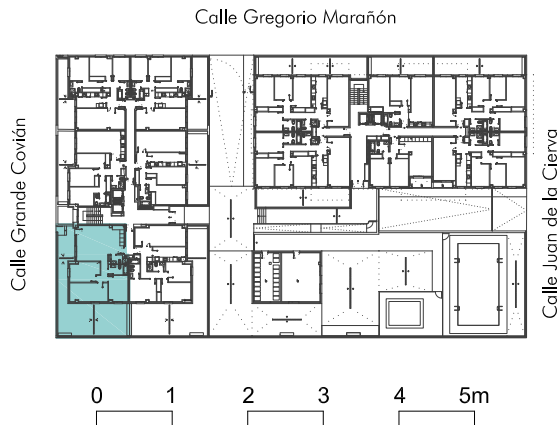 Calle Gregorio Marañón
Calle Grande Covián
Calle Juan de la Cierva
0 1 2 3 4 5m